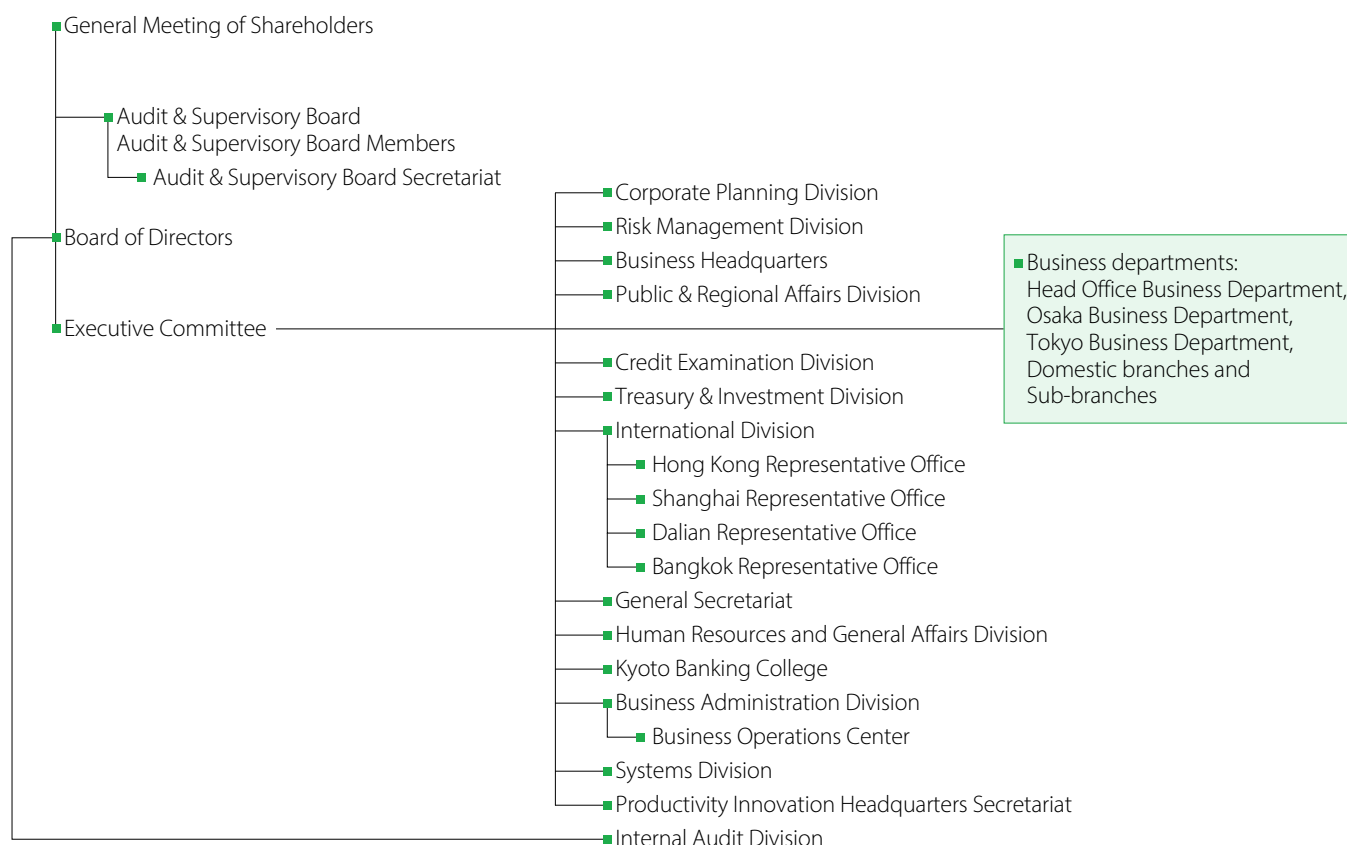 General Meeting of Shareholders
Audit & Supervisory Board
Audit & Supervisory Board Members
Audit & Supervisory Board Secretariat
Board of Directors
Executive Committee
Corporate Planning Division
Risk Management Division
Business Headquarters
Public & Regional Affairs Division
Business departments:
Head Office Business Department,
Osaka Business Department,
Tokyo Business Department,
Domestic branches and
Sub-branches
Credit Examination Division
Treasury & Investment Division
International Division
Hong Kong Representative Office
Shanghai Representative Office
Dalian Representative Office
Bangkok Representative Office
General Secretariat
Human Resources and General Affairs Division
Kyoto Banking College
Business Administration Division
Business Operations Center
Systems Division
Productivity Innovation Headquarters Secretariat
Internal Audit Division